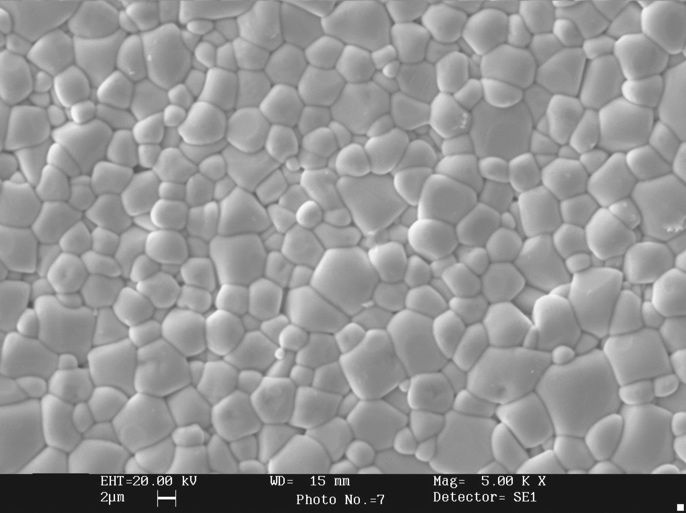 EHT=20.00 kV WD= 15 mm Mag= 5.00 K X
2µm Photo No.=7 Detector= SE1